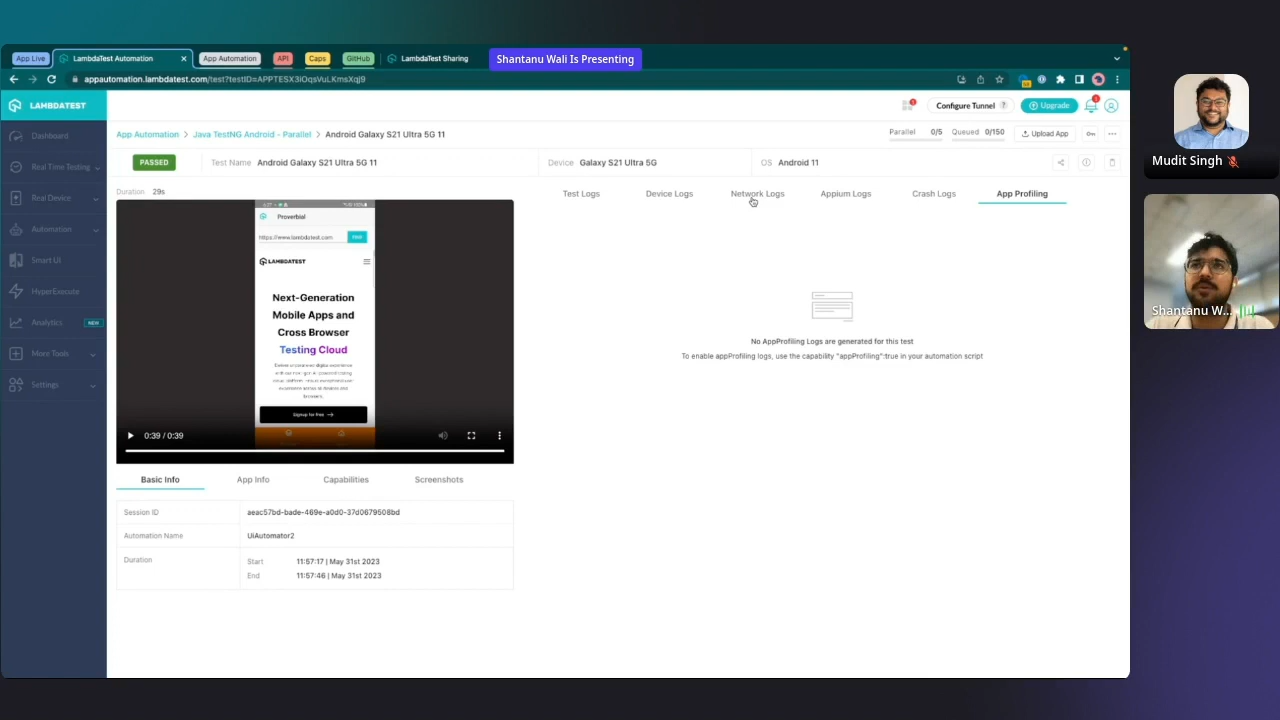 App Live
LambdaTest Automation
App Automation
API
Caps
GitHub
LambdaTest Sharing
Shantanu Wali Is Presenting
appautomation.lambdatest.com/test?testID=APPTESX3iOqsVuLKmsXqj9
LAMBDATEST
Configure Tunnel ?
Upgrade
Dashboard
Real Time Testing
Real Device
Automation
Smart UI
HyperExecute
Analytics NEW
More Tools
Settings
App Automation > Java TestNG Android - Parallel > Android Galaxy S21 Ultra 5G 11
Parallel 0/5 Queued 0/150 Upload App
PASSED Test Name Android Galaxy S21 Ultra 5G 11 Device Galaxy S21 Ultra 5G OS Android 11
Duration 29s
Test Logs Device Logs Network Logs Appium Logs Crash Logs App Profiling
Proverbial
https://www.lambdatest.com FIND
LAMBDATEST
Next-Generation
Mobile Apps and
Cross Browser
Testing Cloud
Signup for free
0:39 / 0:39
No AppProfiling Logs are generated for this test
To enable appProfiling logs, use the capability "appProfiling":true in your automation script
Basic Info App Info Capabilities Screenshots
Session ID aeac57bd-bade-469e-a0d0-37d0679508bd
Automation Name UiAutomator2
Duration Start 11:57:17 | May 31st 2023
End 11:57:46 | May 31st 2023
Mudit Singh
Shantanu W...